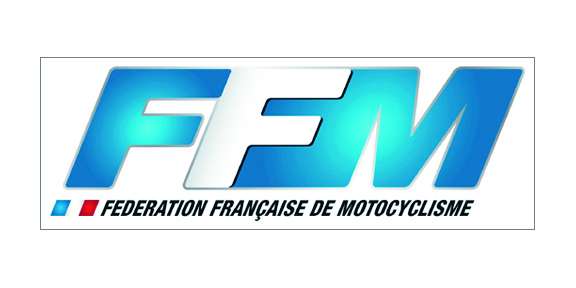 FFM
FEDERATION FRANÇAISE DE MOTOCYCLISME